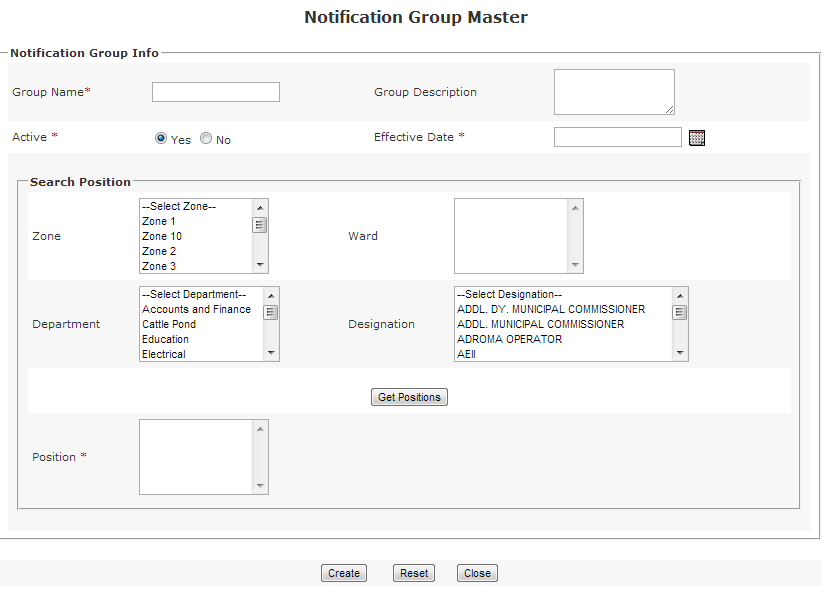 Notification Group Master
Notification Group Info
Group Name*
Group Description
Active *
Yes
No
Effective Date *
Search Position
Zone
--Select Zone--
Zone 1
Zone 10
Zone 2
Zone 3
Ward
Department
--Select Department--
Accounts and Finance
Cattle Pond
Education
Electrical
Designation
--Select Designation--
ADDL. DY. MUNICIPAL COMMISSIONER
ADDL. MUNICIPAL COMMISSIONER
ADROMA OPERATOR
AEII
Get Positions
Position *
Create
Reset
Close